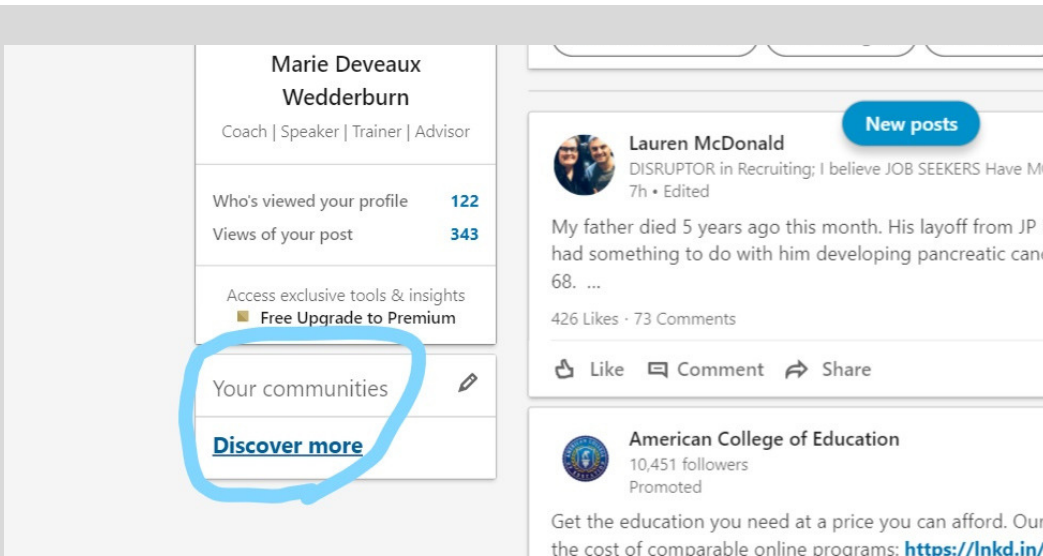 Marie Deveaux
Wedderburn
Coach | Speaker | Trainer | Advisor
Who's viewed your profile 122
Views of your post 343
Access exclusive tools & insights
Free Upgrade to Premium
Your communities
Discover more
New posts
Lauren McDonald
DISRUPTOR in Recruiting; I believe JOB SEEKERS Have
7h • Edited
My father died 5 years ago this month. His layoff from JP
had something to do with him developing pancreatic
68. ...
426 Likes · 73 Comments
Like Comment Share
American College of Education
10,451 followers
Promoted
Get the education you need at a price you can afford. Our
the cost of comparable online programs: https://lnkd.in/